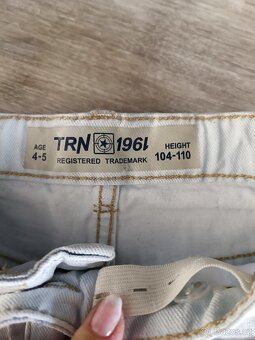 AGE
4-5
TRN 1961
REGISTERED TRADEMARK
HEIGHT
104-110